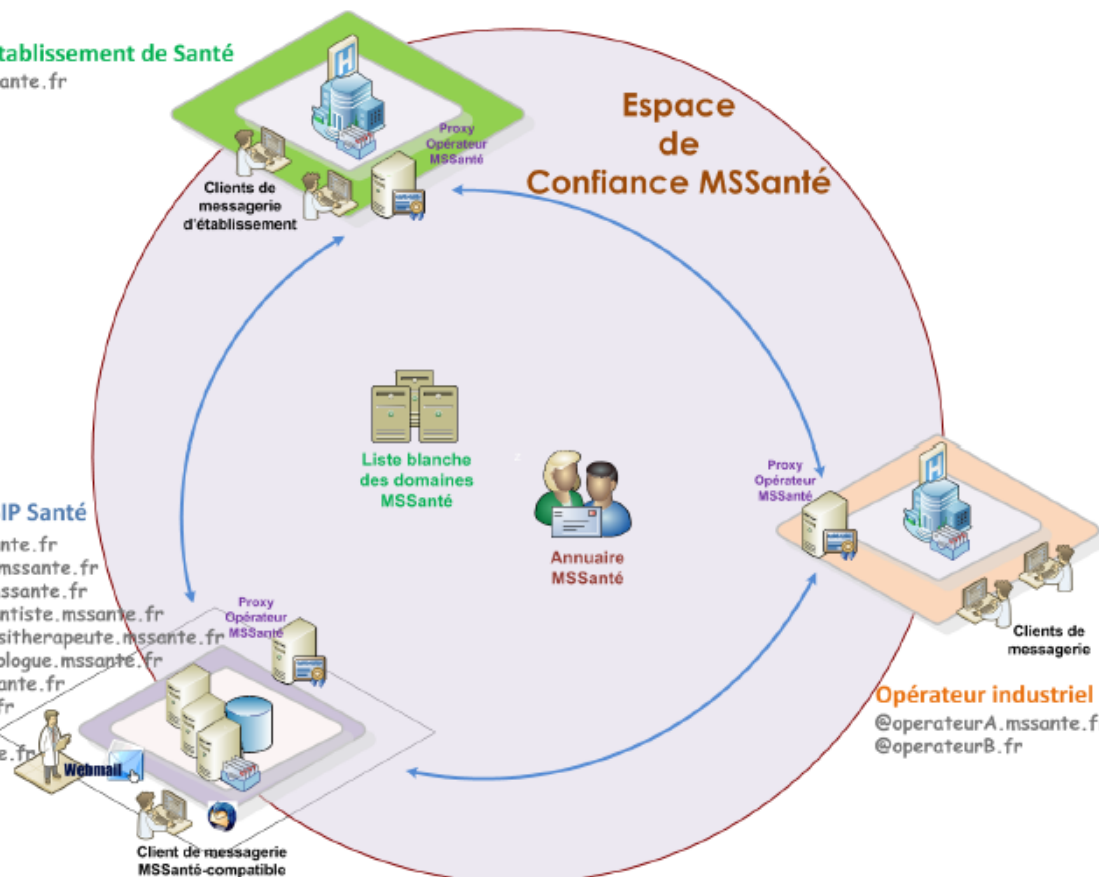 tablissement de Santé
ante.fr
Espace
de
Confiance MSSanté
Proxy
Opérateur
MSSanté
Clients de
messagerie
d'établissement
Liste blanche
des domaines
MSSanté
Annuaire
MSSanté
Proxy
Opérateur
MSSanté
Clients de
messagerie
Opérateur industriel
@operateurA.mssante.f
@operateurB.fr
IP Santé
nte.fr
mssante.fr
ssante.fr
ntiste.mssante.fr
sitherapeute.mssante.fr
ologue.mssante.fr
ante.fr
fr
e.fr
Proxy
Opérateur
MSSanté
Webmail
Client de messagerie
MSSanté-compatible